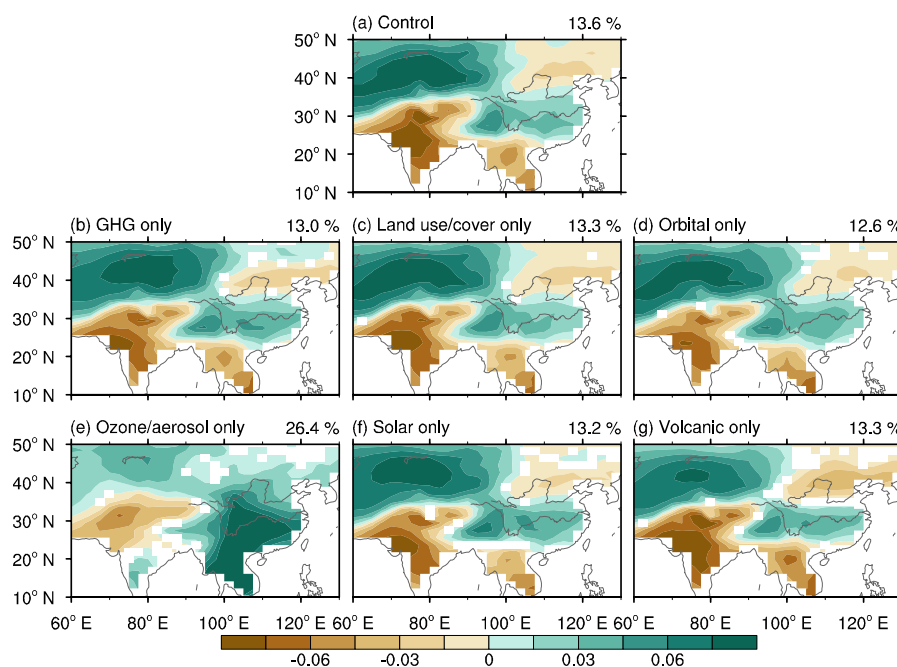 (a) Control 13.6 %
50° N
40° N
30° N
20° N
10° N
(b) GHG only 13.0 % (c) Land use/cover only 13.3 % (d) Orbital only 12.6 %
50° N
40° N
30° N
20° N
10° N
(e) Ozone/aerosol only 26.4 % (f) Solar only 13.2 % (g) Volcanic only 13.3 %
50° N
40° N
30° N
20° N
10° N
60° E 80° E 100° E 120° E 60° E 80° E 100° E 120° E 60° E 80° E 100° E 120° E
-0.06 -0.03 0 0.03 0.06